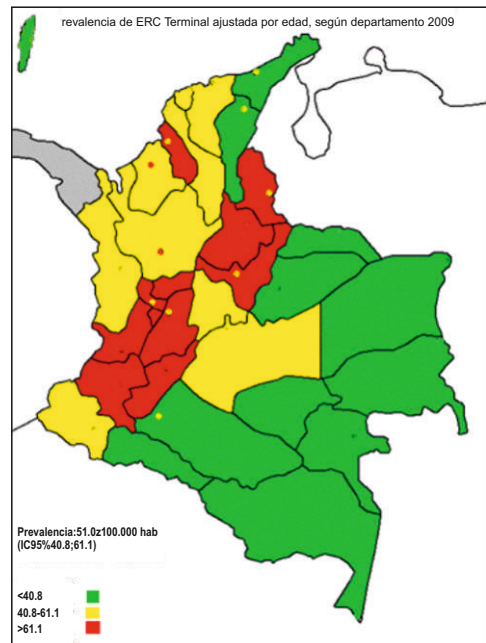 revalencia de ERC Terminal ajustada por edad, según departamento 2009
Prevalencia:51.0z100.000 hab
(IC95%40.8;61.1)
<40.8
40.8-61.1
>61.1